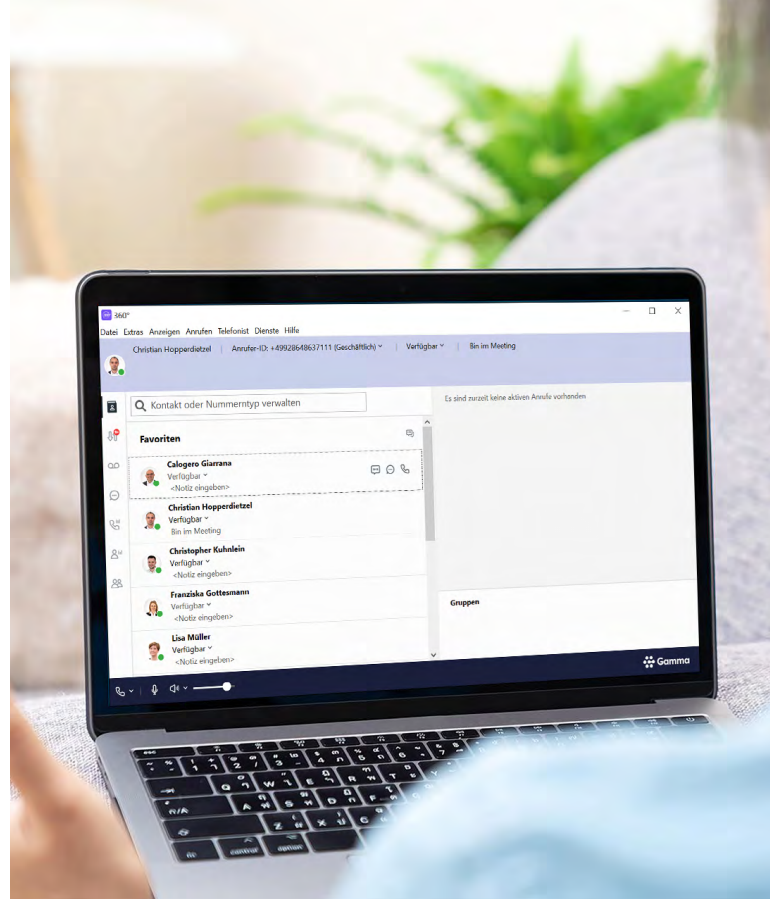 360°
Datei Extras Anzeigen Anrufen Telefonist Dienste Hilfe
Christian Hopperdietzel | Anrufer-ID: +49928648637111 (Geschäftlich) | Verfügbar | Bin im Meeting
Kontakt oder Nummerntyp verwalten
Es sind zurzeit keine aktiven Anrufe vorhanden
Favoriten
Calogero Giarrana
Verfügbar
<Notiz eingeben>
Christian Hopperdietzel
Verfügbar
Bin im Meeting
Christopher Kuhnlein
Verfügbar
<Notiz eingeben>
Franziska Gottesmann
Verfügbar
<Notiz eingeben>
Gruppen
Lisa Müller
Verfügbar
<Notiz eingeben>
Gamma
esc
Q W E R T
A S D F
Z X C
control option